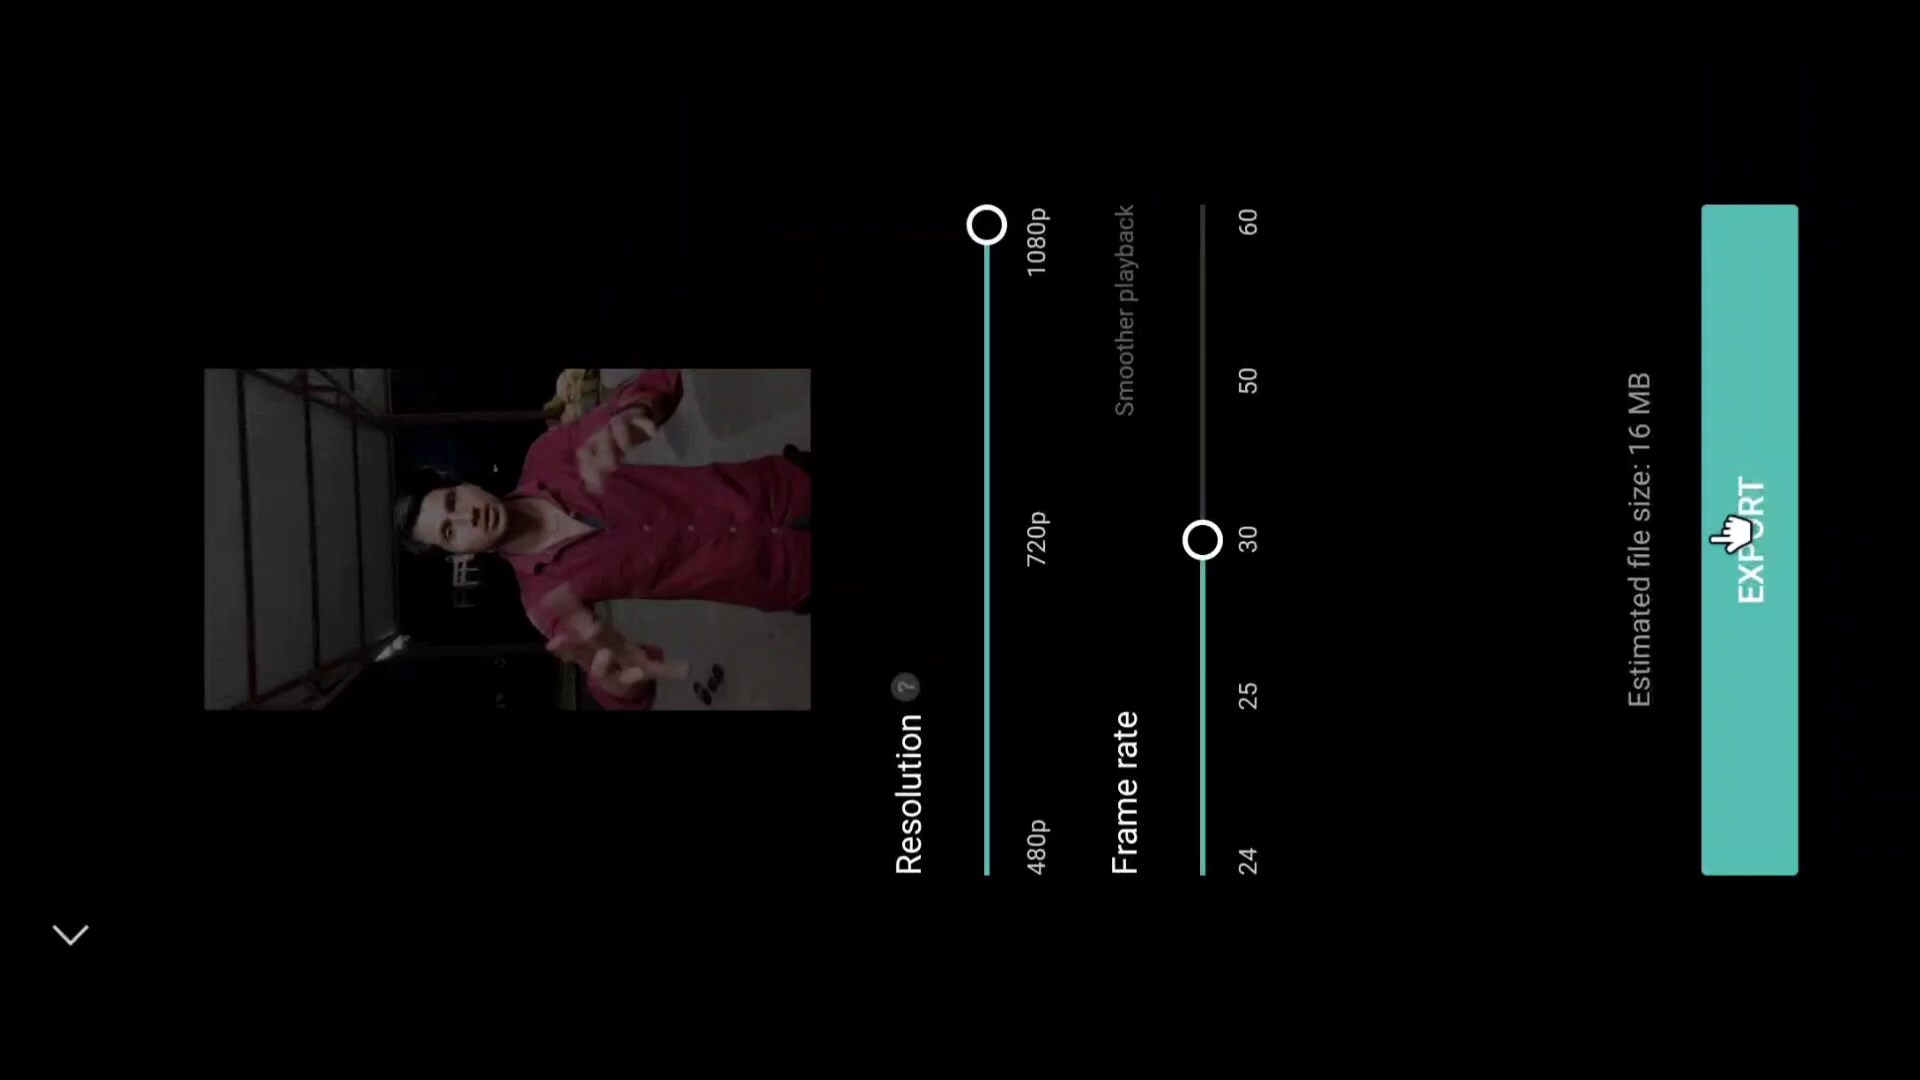 Resolution ?
480p 720p 1080p
Frame rate Smoother playback
24 25 30 50 60
Estimated file size: 16 MB
EXPORT